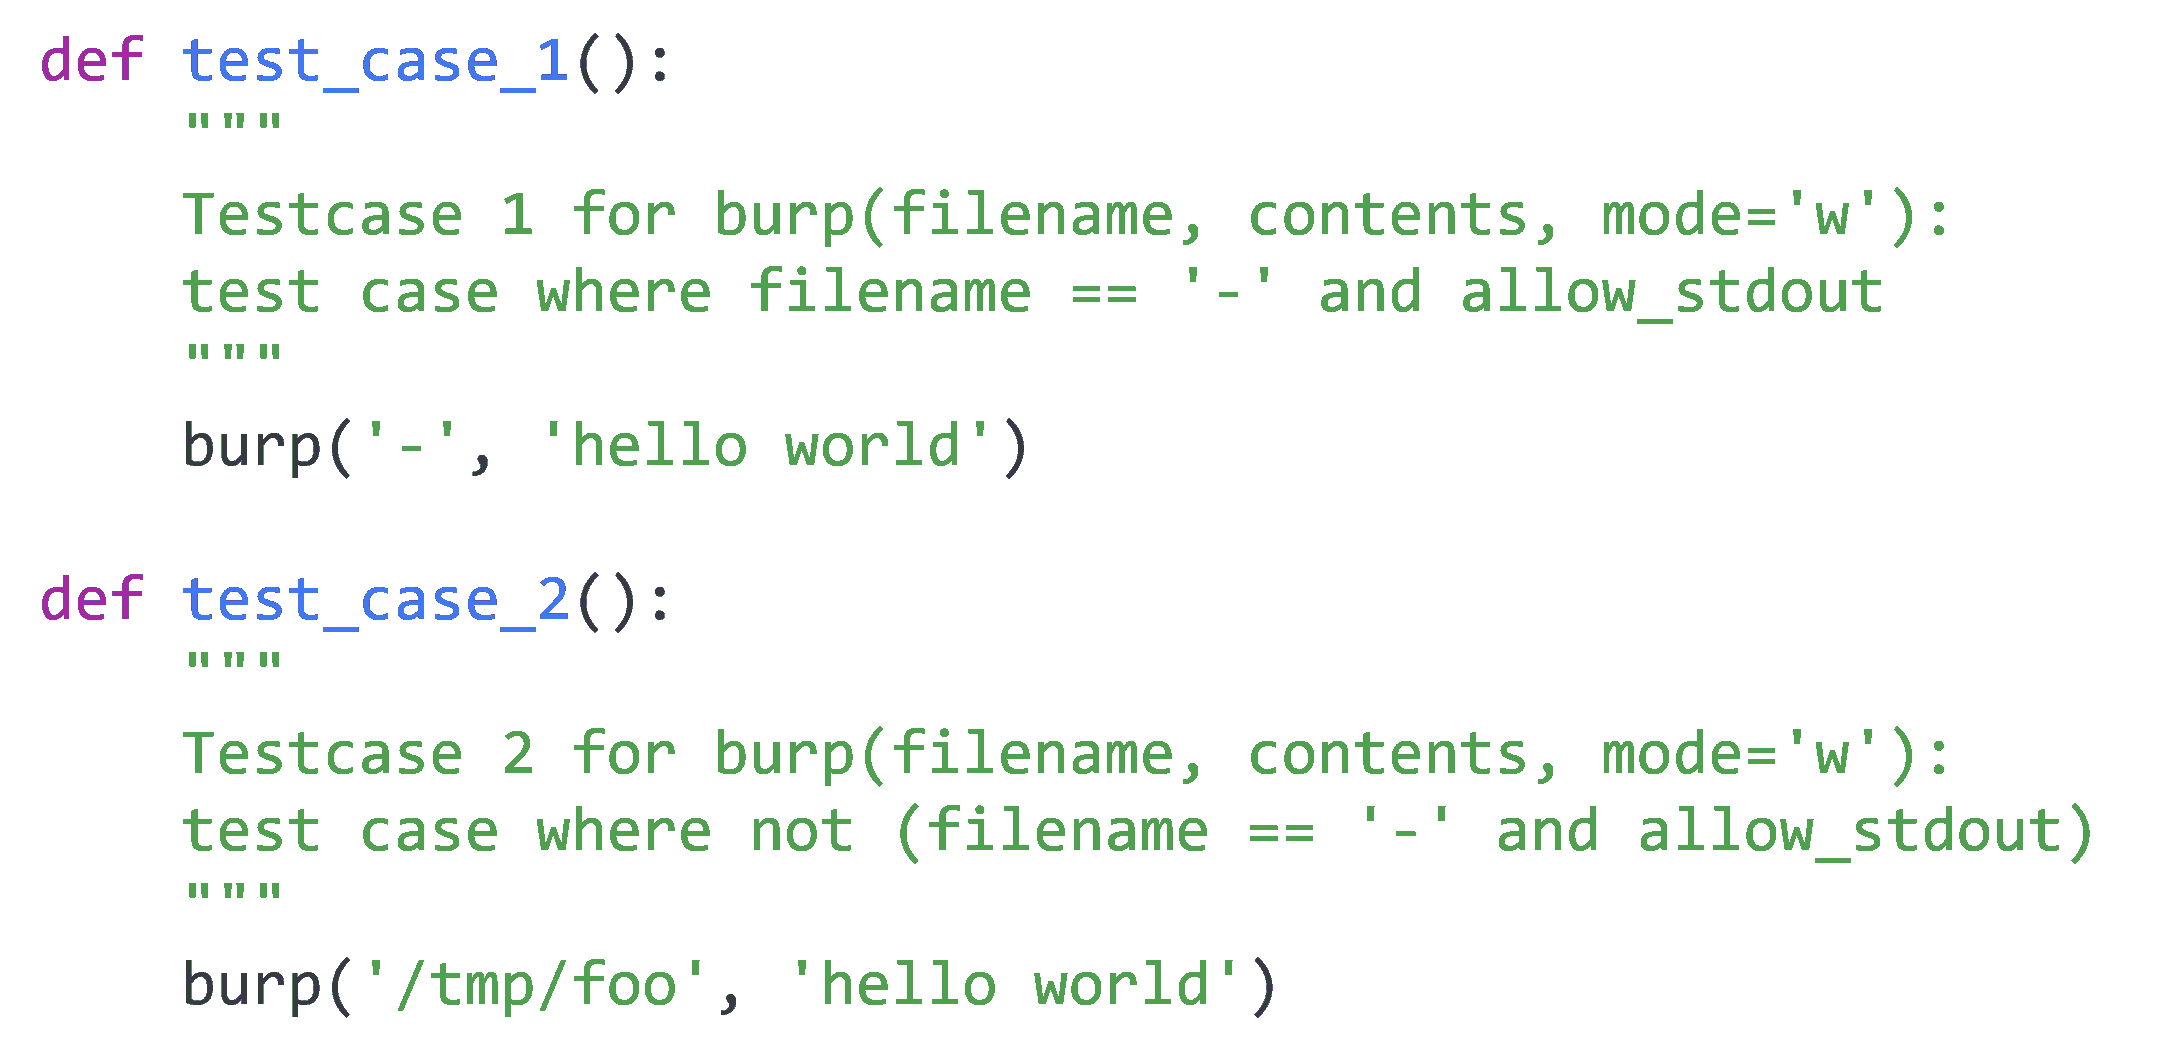 def test_case_1():
    """
    Testcase 1 for burp(filename, contents, mode='w'):
    test case where filename == '-' and allow_stdout
    """
    burp('-', 'hello world')

def test_case_2():
    """
    Testcase 2 for burp(filename, contents, mode='w'):
    test case where not (filename == '-' and allow_stdout)
    """
    burp('/tmp/foo', 'hello world')